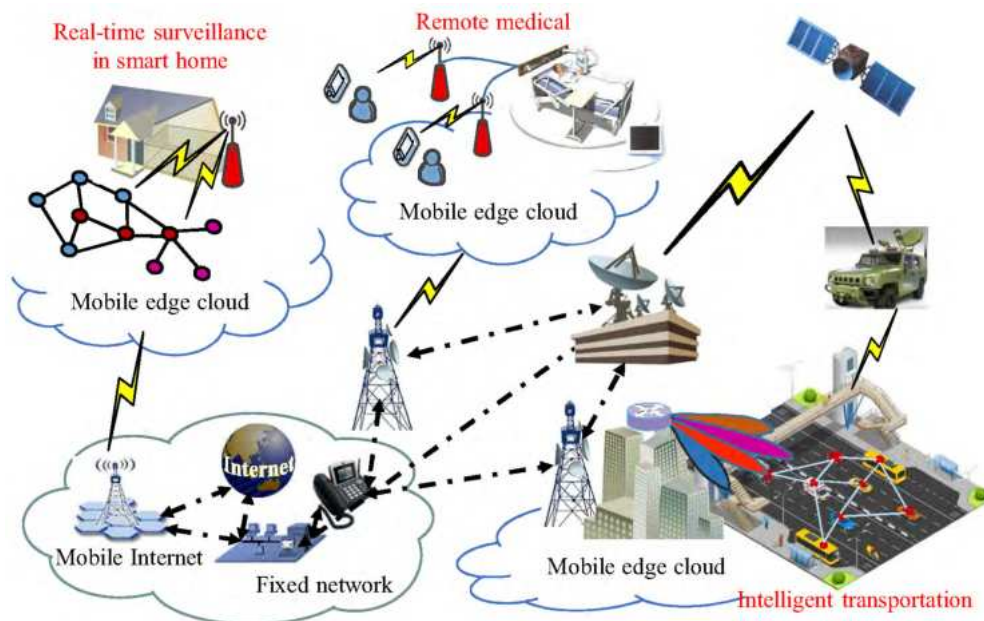 Real-time surveillance
in smart home
Remote medical
Mobile edge cloud
Mobile edge cloud
Internet
Mobile Internet
Fixed network
Mobile edge cloud
Intelligent transportation